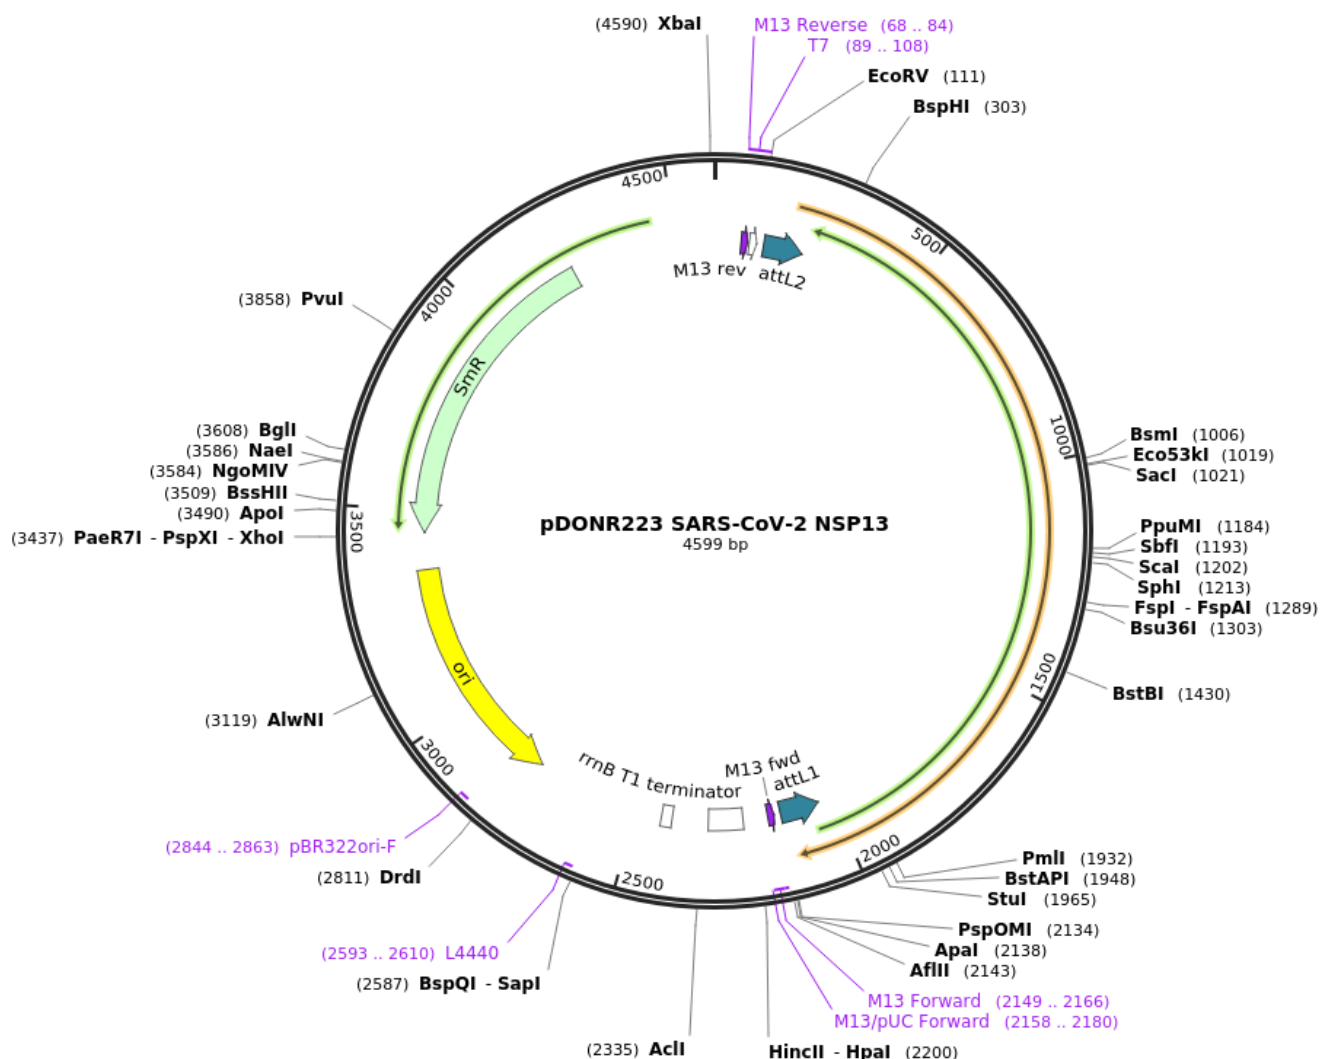 (4590) XbaI
M13 Reverse (68 .. 84)
T7 (89 .. 108)
EcoRV (111)
BspHI (303)
4500
500
M13 rev
attL2
4000
SmR
(3858) PvuI
1000
BsmI (1006)
Eco53kI (1019)
SacI (1021)
(3608) BglI
(3586) NaeI
(3584) NgoMIV
(3509) BssHII
(3490) ApoI
(3437) PaeR7I - PspXI - XhoI
3500
pDONR223 SARS-CoV-2 NSP13
4599 bp
PpuMI (1184)
SbfI (1193)
ScaI (1202)
SphI (1213)
FspI - FspAI (1289)
Bsu36I (1303)
1500
BstBI (1430)
ori
(3119) AlwNI
3000
rrnB T1 terminator
M13 fwd
attL1
(2844 .. 2863) pBR322ori-F
(2811) DrdI
2500
2000
PmlI (1932)
BstAPI (1948)
StuI (1965)
PspOMI (2134)
ApaI (2138)
AflII (2143)
(2593 .. 2610) L4440
(2587) BspQI - SapI
M13 Forward (2149 .. 2166)
M13/pUC Forward (2158 .. 2180)
(2335) AclI
HincII - HpaI (2200)